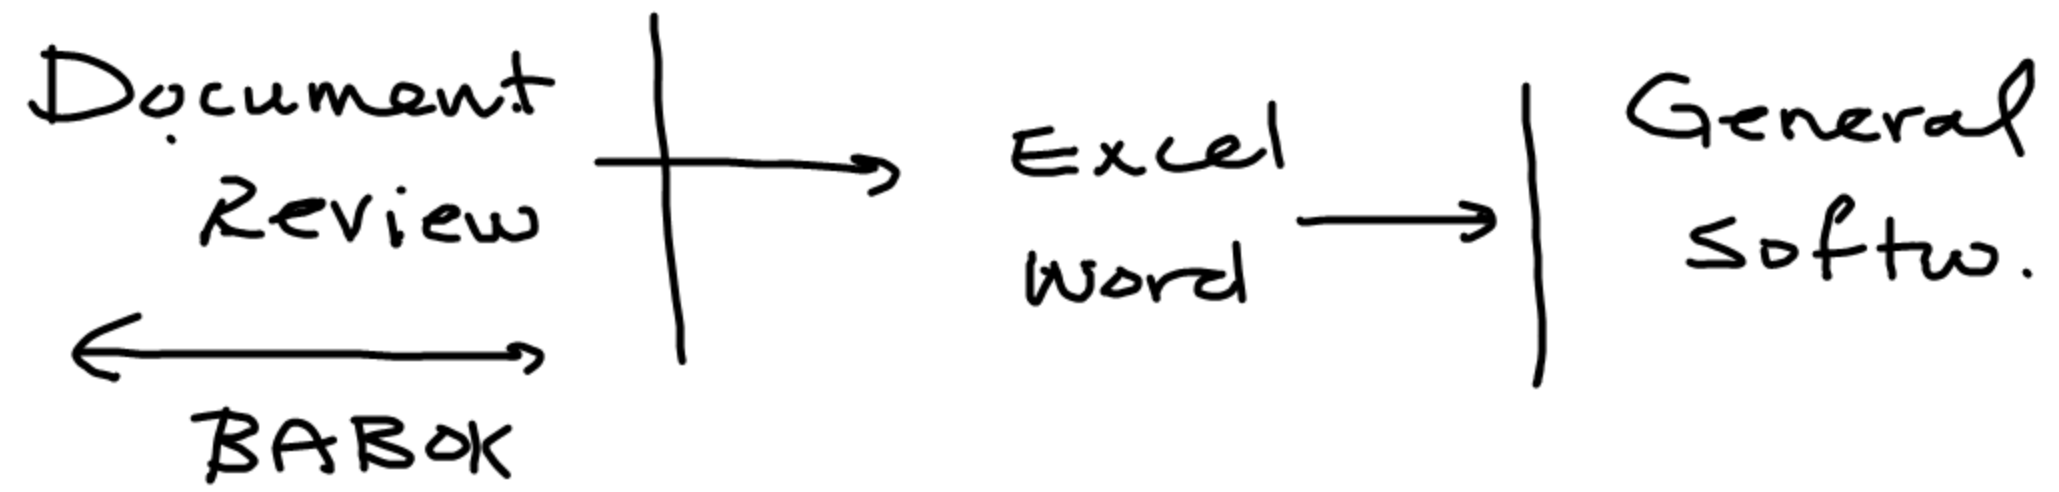 Document
Review
BABOK
Excel
Word
General
Softw.